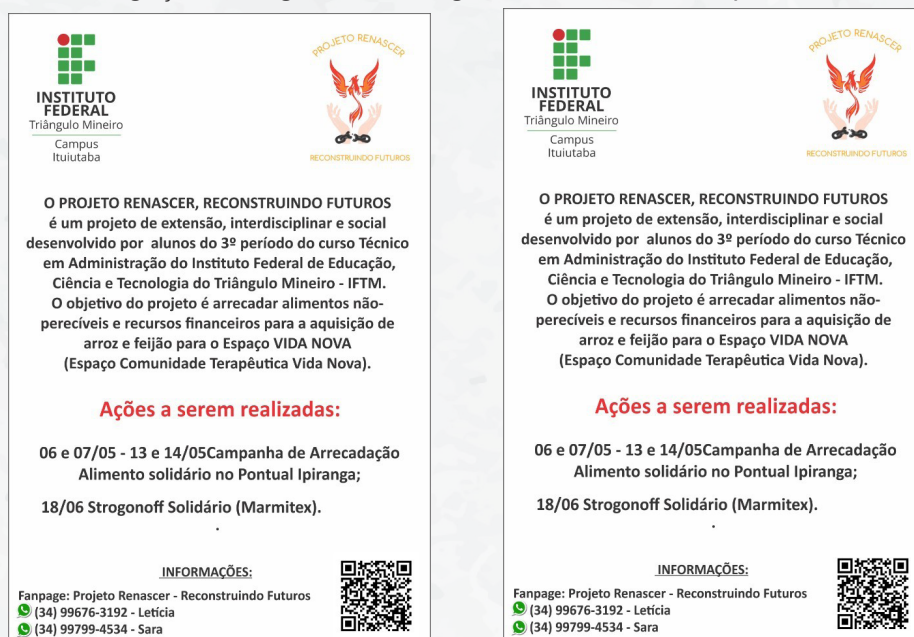 INSTITUTO
FEDERAL
Triângulo Mineiro
Campus
Ituiutaba
PROJETO RENASCER
RECONSTRUINDO FUTUROS
O PROJETO RENASCER, RECONSTRUINDO FUTUROS
é um projeto de extensão, interdisciplinar e social
desenvolvido por alunos do 3º período do curso Técnico
em Administração do Instituto Federal de Educação,
Ciência e Tecnologia do Triângulo Mineiro - IFTM.
O objetivo do projeto é arrecadar alimentos não-
perecíveis e recursos financeiros para a aquisição de
arroz e feijão para o Espaço VIDA NOVA
(Espaço Comunidade Terapêutica Vida Nova).
Ações a serem realizadas:
06 e 07/05 - 13 e 14/05Campanha de Arrecadação
Alimento solidário no Pontual Ipiranga;
18/06 Strogonoff Solidário (Marmitex).
.
INFORMAÇÕES:
Fanpage: Projeto Renascer - Reconstruindo Futuros
(34) 99676-3192 - Letícia
(34) 99799-4534 - Sara
INSTITUTO
FEDERAL
Triângulo Mineiro
Campus
Ituiutaba
PROJETO RENASCER
RECONSTRUINDO FUTUROS
O PROJETO RENASCER, RECONSTRUINDO FUTUROS
é um projeto de extensão, interdisciplinar e social
desenvolvido por alunos do 3º período do curso Técnico
em Administração do Instituto Federal de Educação,
Ciência e Tecnologia do Triângulo Mineiro - IFTM.
O objetivo do projeto é arrecadar alimentos não-
perecíveis e recursos financeiros para a aquisição de
arroz e feijão para o Espaço VIDA NOVA
(Espaço Comunidade Terapêutica Vida Nova).
Ações a serem realizadas:
06 e 07/05 - 13 e 14/05Campanha de Arrecadação
Alimento solidário no Pontual Ipiranga;
18/06 Strogonoff Solidário (Marmitex).
.
INFORMAÇÕES:
Fanpage: Projeto Renascer - Reconstruindo Futuros
(34) 99676-3192 - Letícia
(34) 99799-4534 - Sara